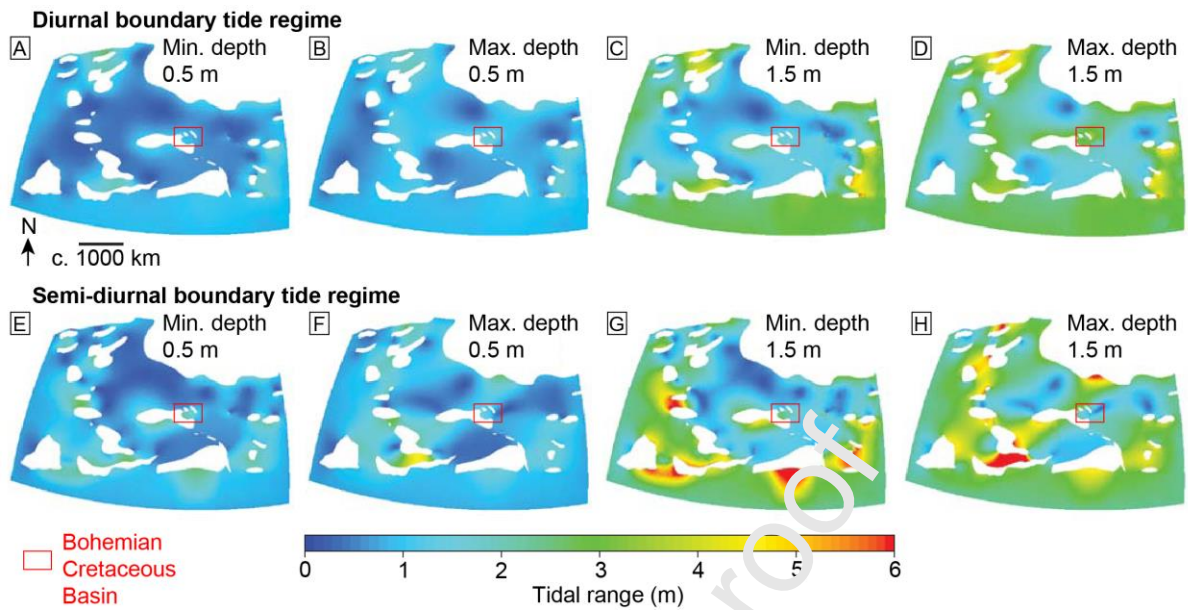 Diurnal boundary tide regime
A Min. depth 0.5 m
B Max. depth 0.5 m
C Min. depth 1.5 m
D Max. depth 1.5 m
N
c. 1000 km
Semi-diurnal boundary tide regime
E Min. depth 0.5 m
F Max. depth 0.5 m
G Min. depth 1.5 m
H Max. depth 1.5 m
Bohemian
Cretaceous
Basin
0 1 2 3 4 5 6
Tidal range (m)
roof